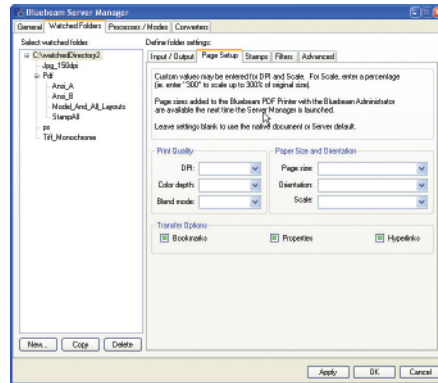 Bluebeam Server Manager
General Watched Folders Processes / Modes Converters
Select watched folder:
C:\watchedDirectory2
Jpg_150dpi
Pdf
Ansi_A
Ansi_B
Model_And_All_Layouts
StampAll
ps
Tiff_Monochrome
New... Copy Delete
Define folder settings:
Input / Output Page Setup Stamps Filters Advanced
Custom values may be entered for DPI and Scale. For Scale, enter a percentage
(ie. enter "300" to scale up to 300% of original size).
Page sizes added to the Bluebeam PDF Printer with the Bluebeam Administrator
are available the next time the Server Manager is launched.
Leave settings blank to use the native document or Server default.
Print Quality
DPI:
Color depth:
Blend mode:
Paper Size and Orientation
Page size:
Orientation:
Scale:
Transfer Options
Bookmarks Properties Hyperlinks
Apply OK Cancel